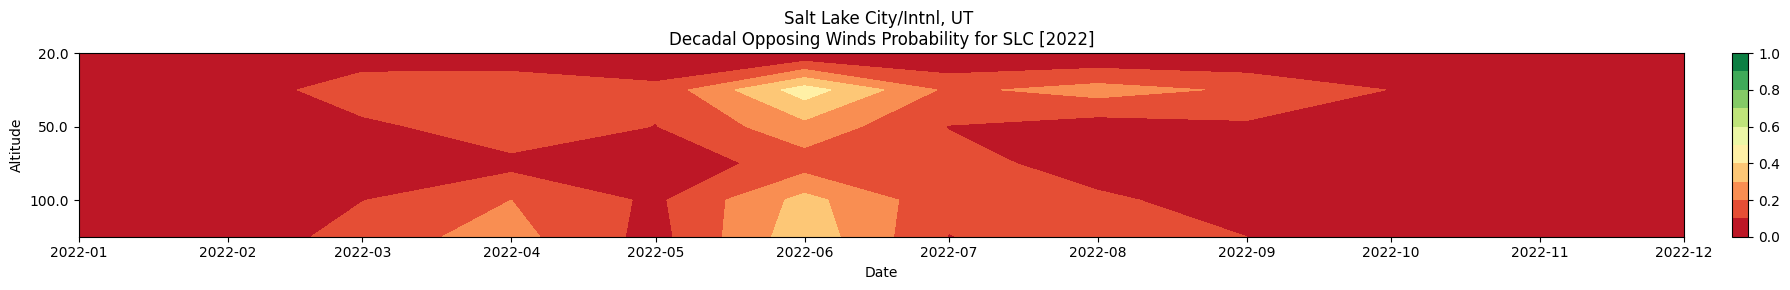 Salt Lake City/Intnl, UT
Decadal Opposing Winds Probability for SLC [2022]
20.0
50.0
100.0
Altitude
2022-01 2022-02 2022-03 2022-04 2022-05 2022-06 2022-07 2022-08 2022-09 2022-10 2022-11 2022-12
Date
1.0
0.8
0.6
0.4
0.2
0.0